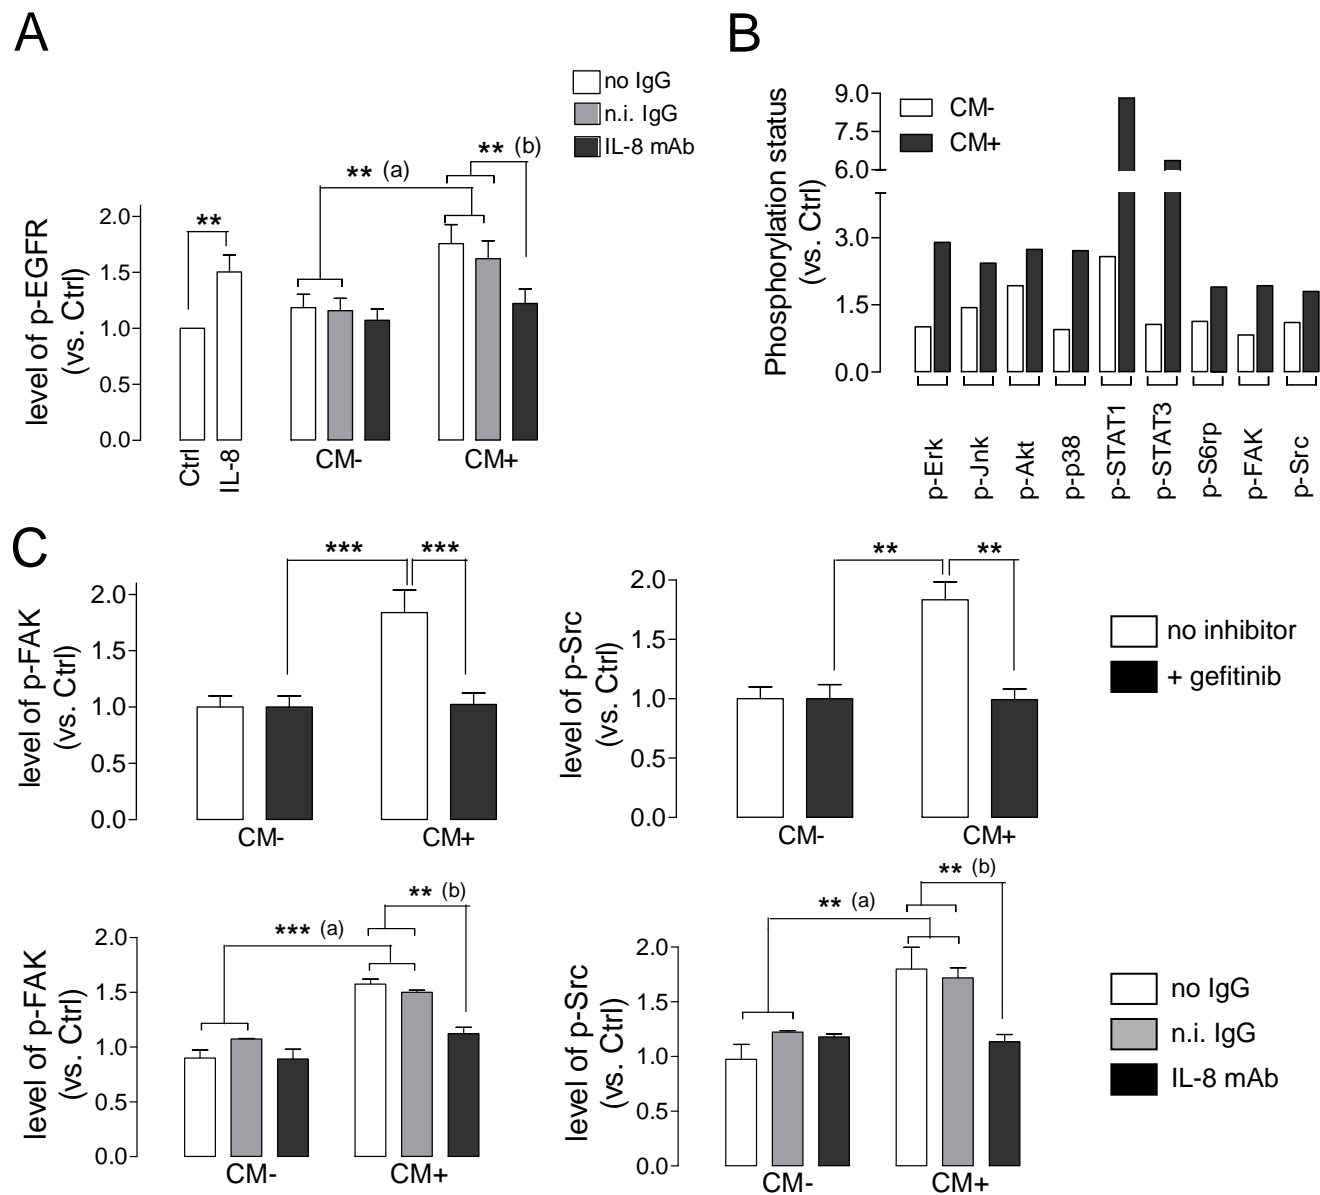 A
no IgG
n.i. IgG
IL-8 mAb
** (b)
** (a)
**
level of p-EGFR
(vs. Ctrl)
2.0
1.5
1.0
0.5
0.0
Ctrl
IL-8
CM-
CM+
B
Phosphorylation status
(vs. Ctrl)
9.0
7.5
6.0
3.0
1.5
0.0
CM-
CM+
p-Erk
p-Jnk
p-Akt
p-p38
p-STAT1
p-STAT3
p-S6rp
p-FAK
p-Src
C
level of p-FAK
(vs. Ctrl)
2.0
1.5
1.0
0.5
0.0
***
***
CM-
CM+
level of p-Src
(vs. Ctrl)
2.0
1.5
1.0
0.5
0.0
**
**
CM-
CM+
no inhibitor
+ gefitinib
level of p-FAK
(vs. Ctrl)
2.0
1.5
1.0
0.5
0.0
*** (a)
** (b)
CM-
CM+
level of p-Src
(vs. Ctrl)
2.0
1.5
1.0
0.5
0.0
** (a)
** (b)
CM-
CM+
no IgG
n.i. IgG
IL-8 mAb